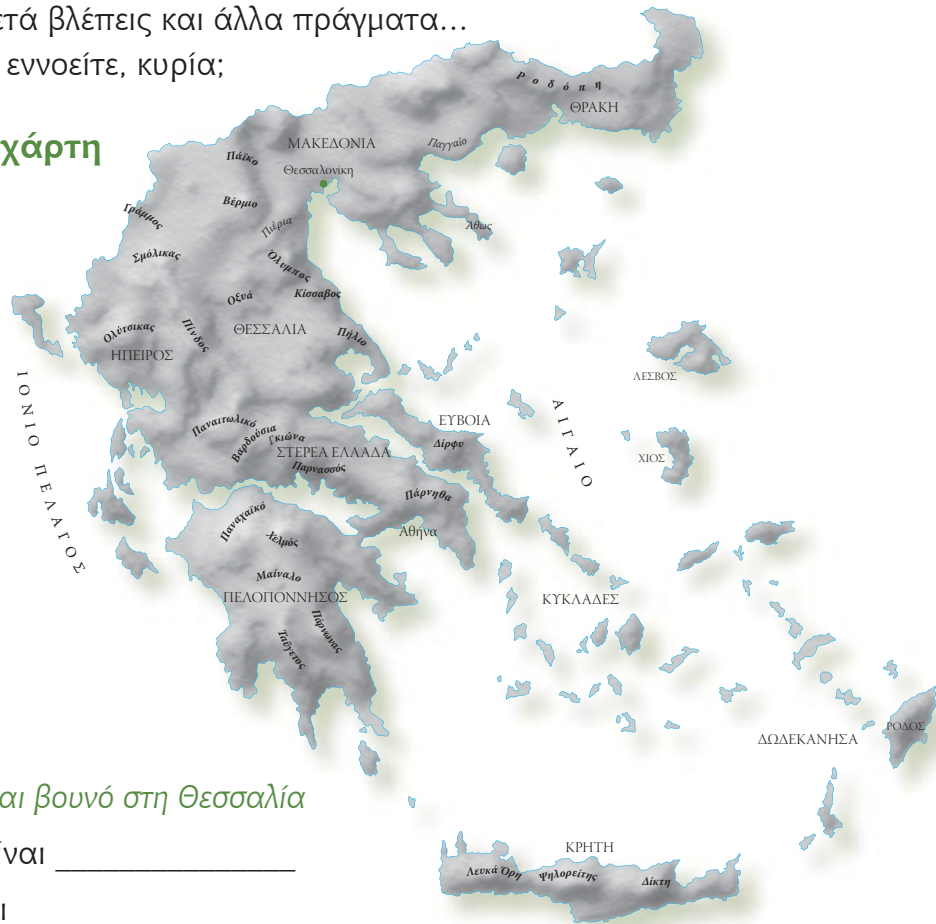 ετά βλέπεις και άλλα πράγματα...
εννοείτε, κυρία;
χάρτη
Ροδόπη
ΘΡΑΚΗ
ΜΑΚΕΔΟΝΙΑ
Παγγαίο
Πάϊκο
Θεσσαλονίκη
Βέρμιο
Γράμμος
Πιέρια
Άθως
Σμόλικας
Όλυμπος
Οξυά
Κίσσαβος
Ολύτσικας
Πίνδος
ΘΕΣΣΑΛΙΑ
Πήλιο
ΗΠΕΙΡΟΣ
ΛΕΣΒΟΣ
ΙΟΝΙΟ ΠΕΛΑΓΟΣ
ΑΙΓΑΙΟ
ΕΥΒΟΙΑ
Παναιτωλικό
Βαρδούσια
Γκιώνα
Δίρφυ
ΣΤΕΡΕΑ ΕΛΛΑΔΑ
ΧΙΟΣ
Παρνασσός
Πάρνηθα
Παναχαϊκό
Αθήνα
Χελμός
Μαίναλο
ΠΕΛΟΠΟΝΝΗΣΟΣ
ΚΥΚΛΑΔΕΣ
Πάρνωνας
Ταΰγετος
ΡΟΔΟΣ
ΔΩΔΕΚΑΝΗΣΑ
αι βουνό στη Θεσσαλία
ίναι _______________
ι
ΚΡΗΤΗ
Λευκά Όρη
Ψηλορείτης
Δίκτη